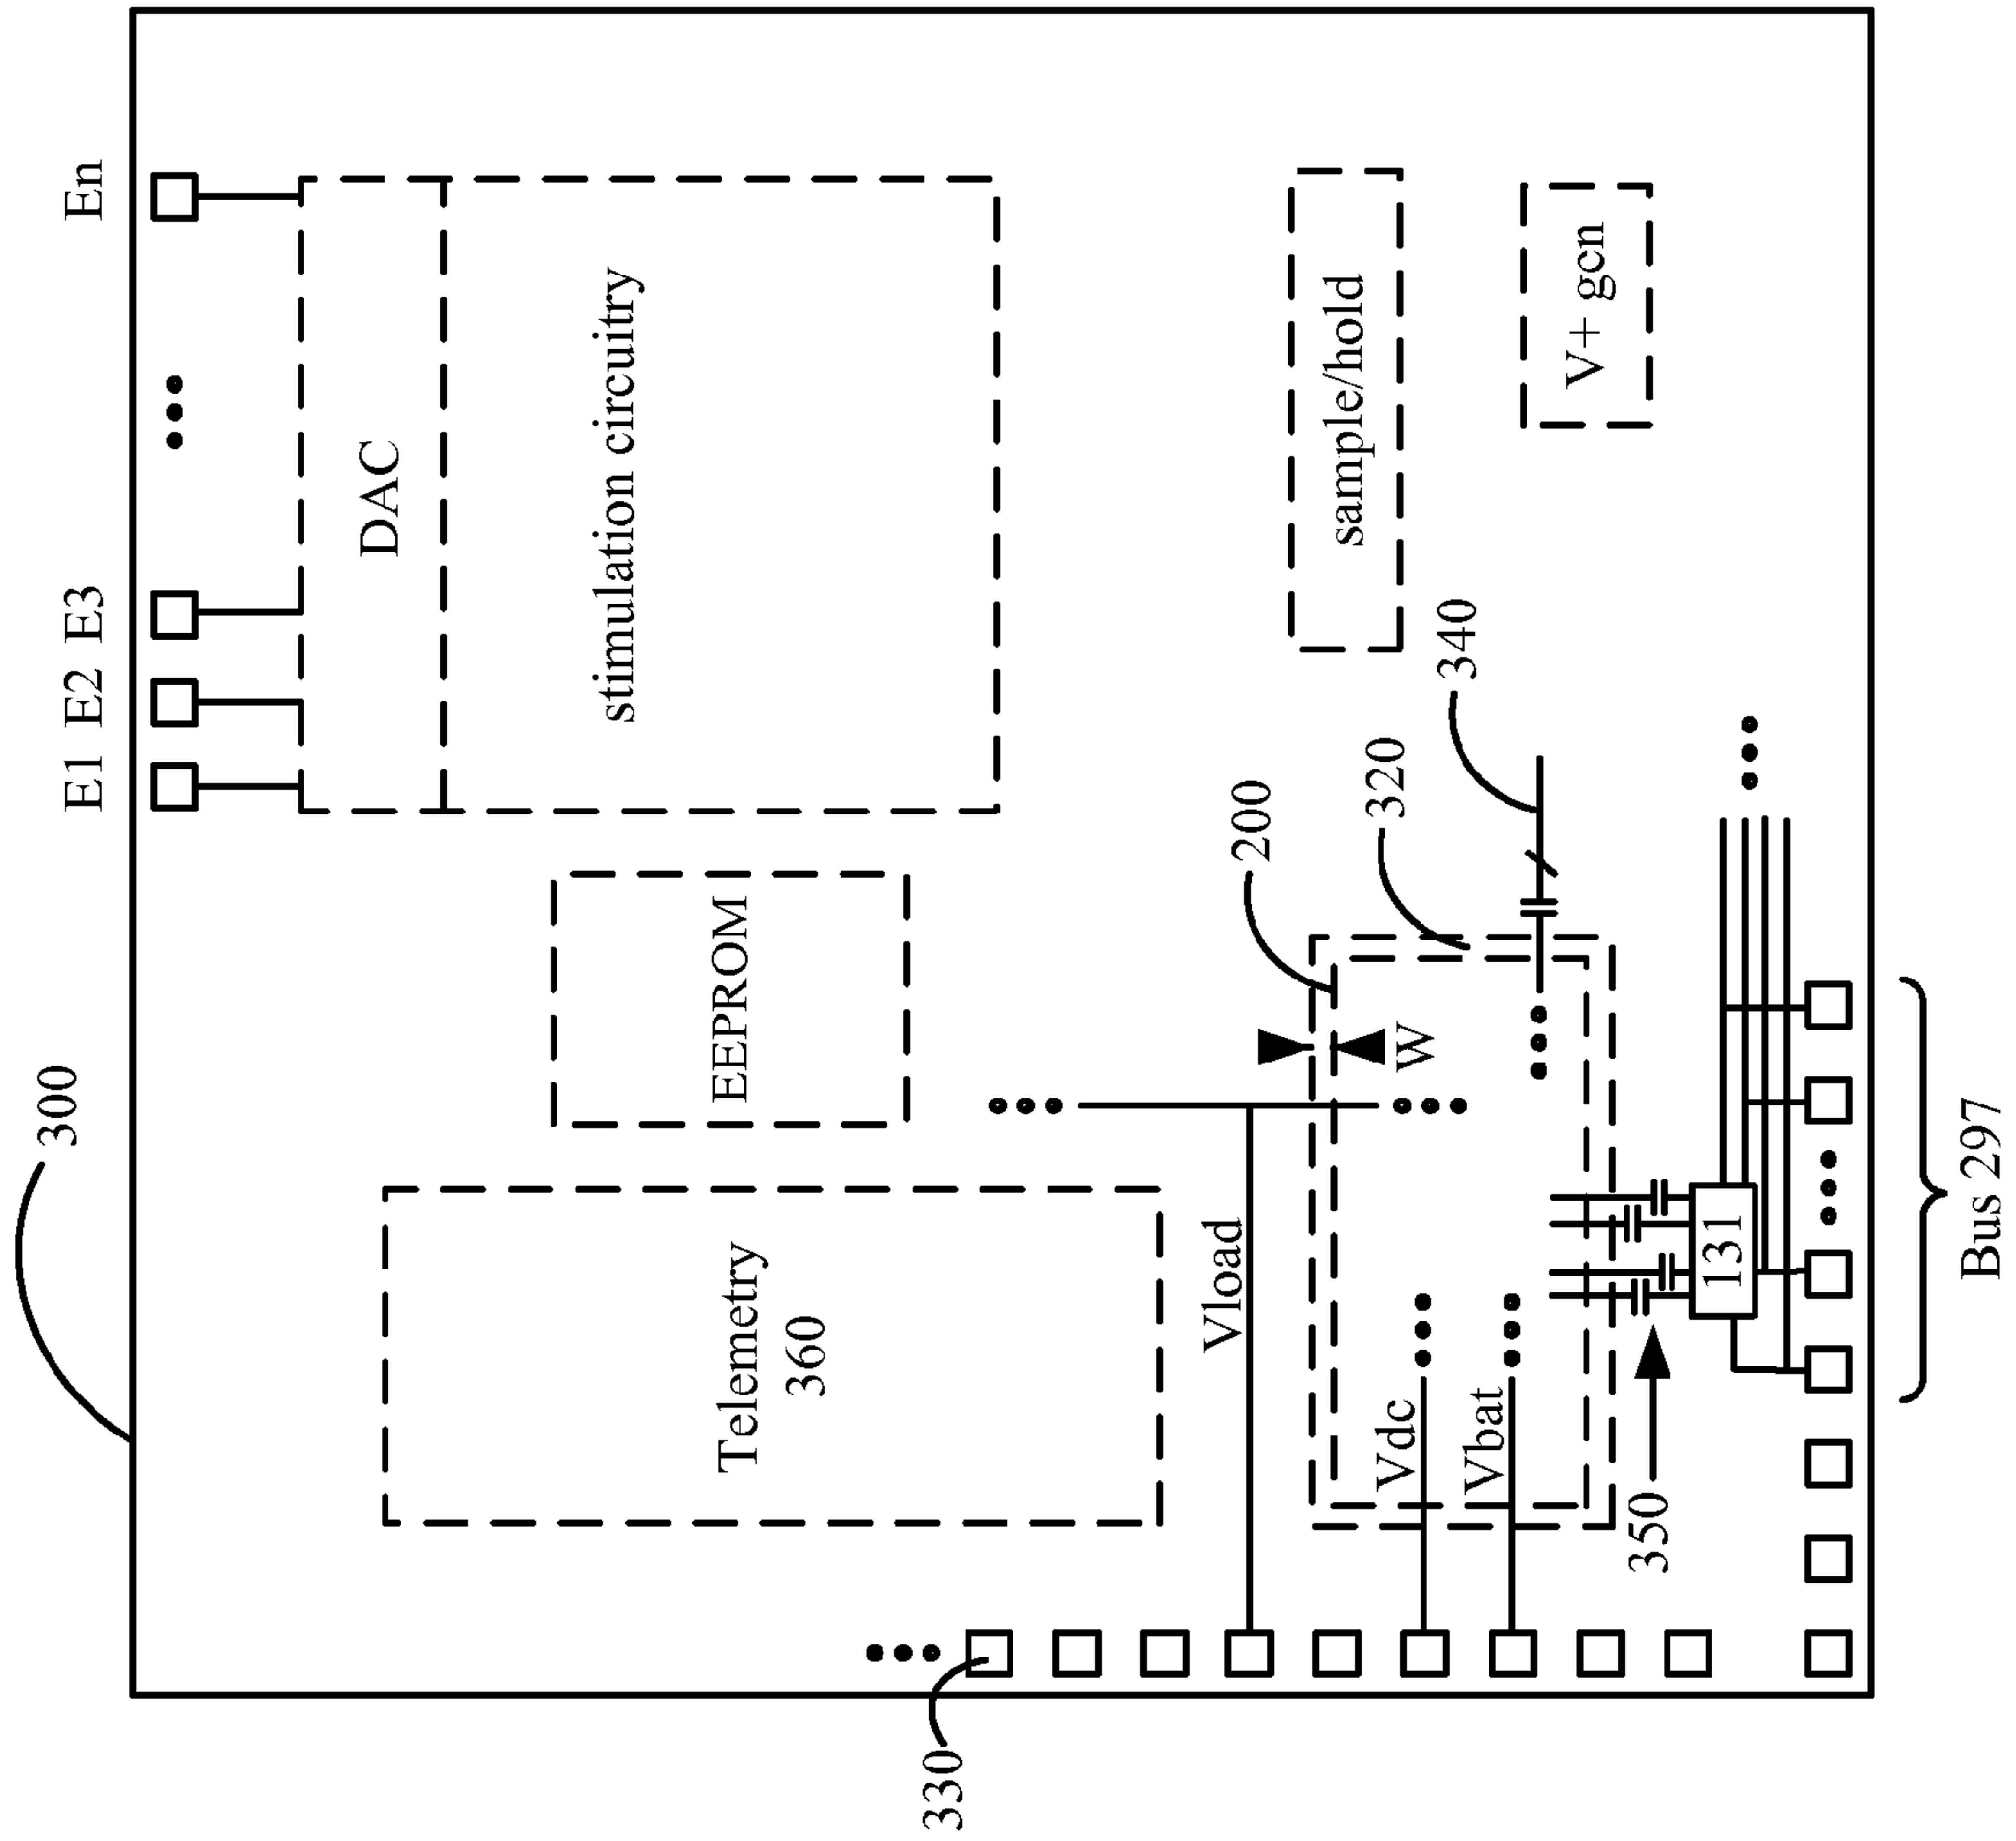 300
E1 E2 E3
En
DAC
stimulation circuitry
EEPROM
Telemetry
360
Vload
200
320
340
sample/hold
V+ gcn
W
Vdc
Vbat
131
350
330
Bus 297